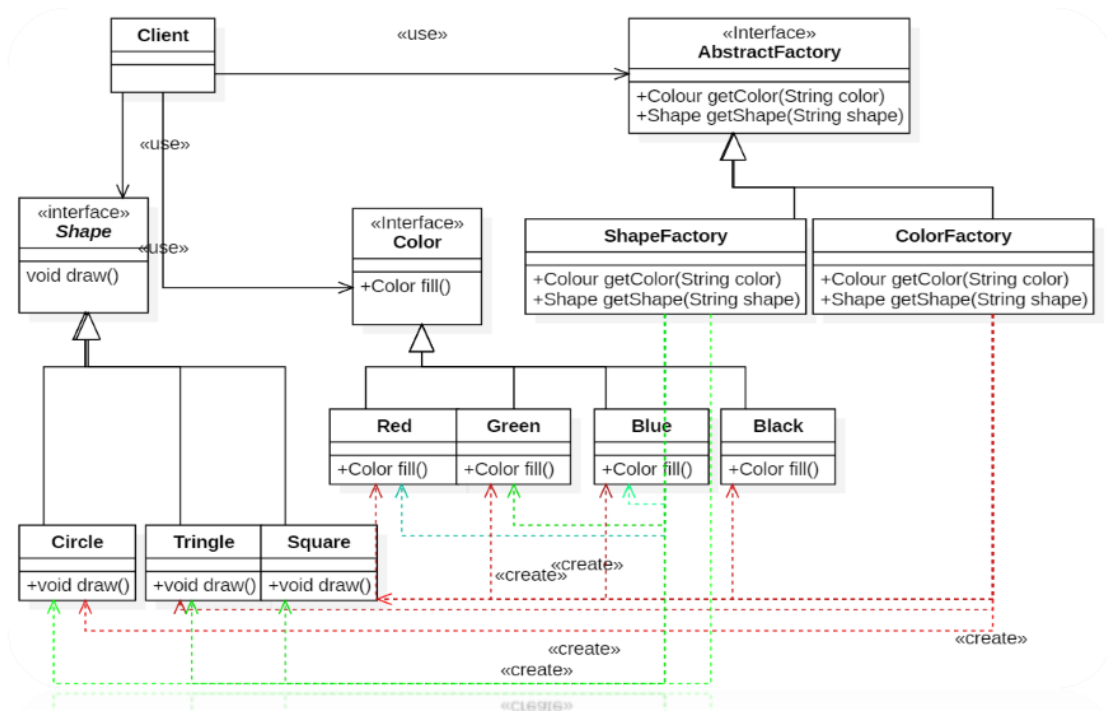 Client
«use»
«Interface»
AbstractFactory
+Colour getColor(String color)
+Shape getShape(String shape)
«use»
«interface»
Shape
void draw()
«use»
«Interface»
Color
+Color fill()
ShapeFactory
+Colour getColor(String color)
+Shape getShape(String shape)
ColorFactory
+Colour getColor(String color)
+Shape getShape(String shape)
Red
+Color fill()
Green
+Color fill()
Blue
+Color fill()
Black
+Color fill()
Circle
+void draw()
Tringle
+void draw()
Square
+void draw()
«create»
«create»
«create»
«create»
«create»
«create»